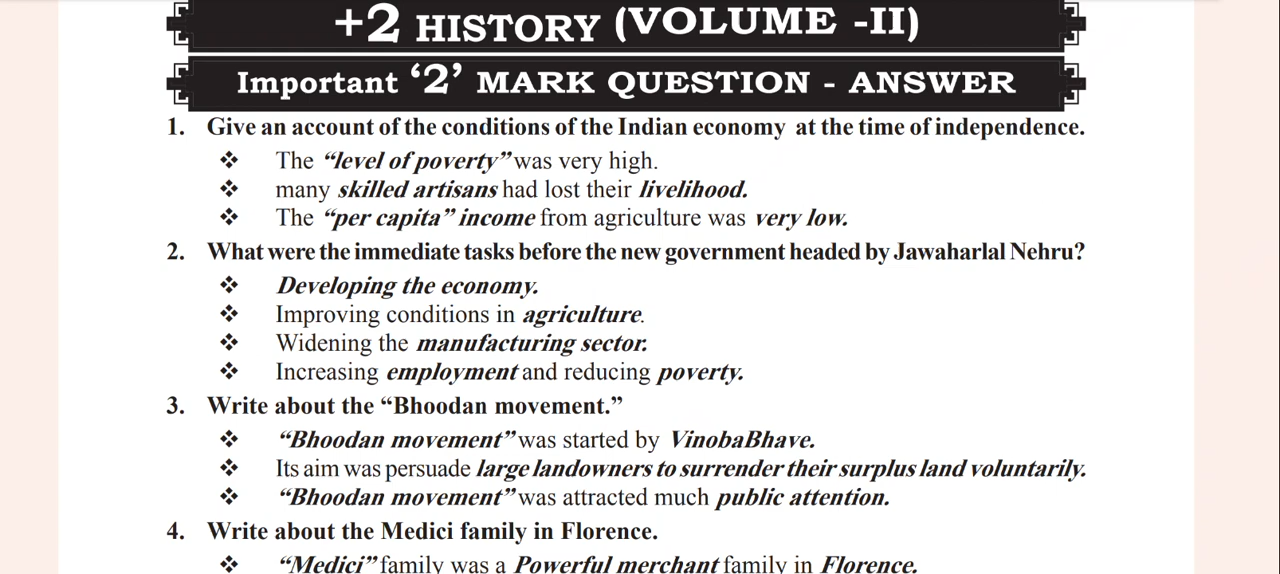 +2 HISTORY (VOLUME -II)
Important ‘2’ MARK QUESTION - ANSWER
1. Give an account of the conditions of the Indian economy at the time of independence.
❖ The “level of poverty” was very high.
❖ many skilled artisans had lost their livelihood.
❖ The “per capita” income from agriculture was very low.
2. What were the immediate tasks before the new government headed by Jawaharlal Nehru?
❖ Developing the economy.
❖ Improving conditions in agriculture.
❖ Widening the manufacturing sector.
❖ Increasing employment and reducing poverty.
3. Write about the “Bhoodan movement.”
❖ “Bhoodan movement” was started by VinobaBhave.
❖ Its aim was persuade large landowners to surrender their surplus land voluntarily.
❖ “Bhoodan movement” was attracted much public attention.
4. Write about the Medici family in Florence.
❖ “Medici” family was a Powerful merchant family in Florence.